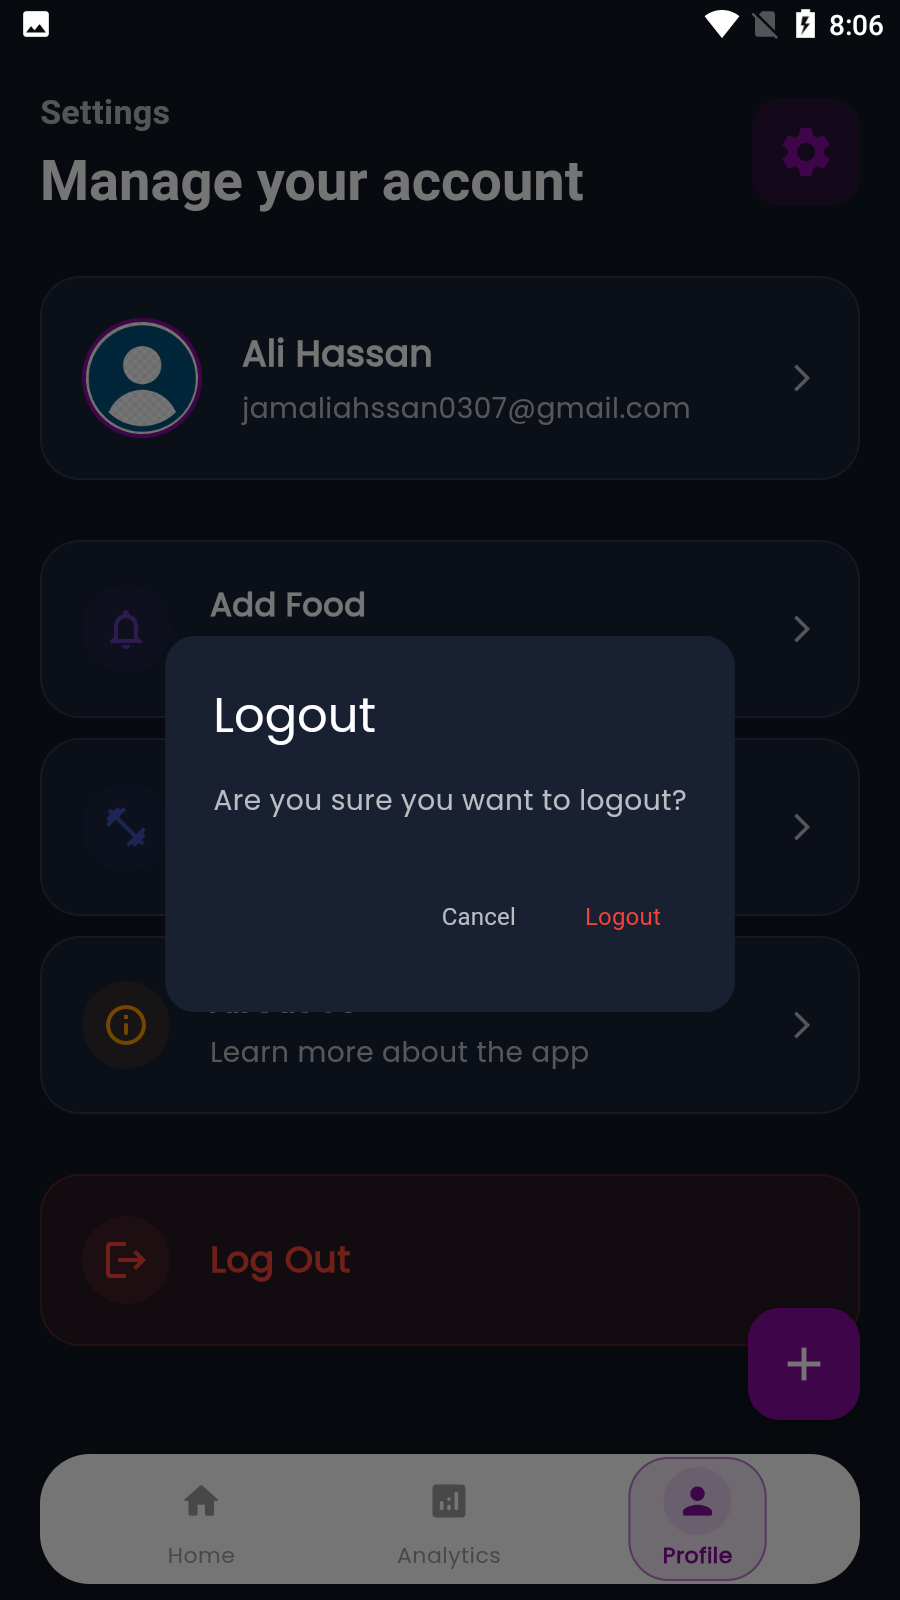 8:06
Settings
Manage your account
Ali Hassan
jamaliahssan0307@gmail.com
Add Food
Logout
Are you sure you want to logout?
Cancel Logout
Learn more about the app
Log Out
Home Analytics Profile